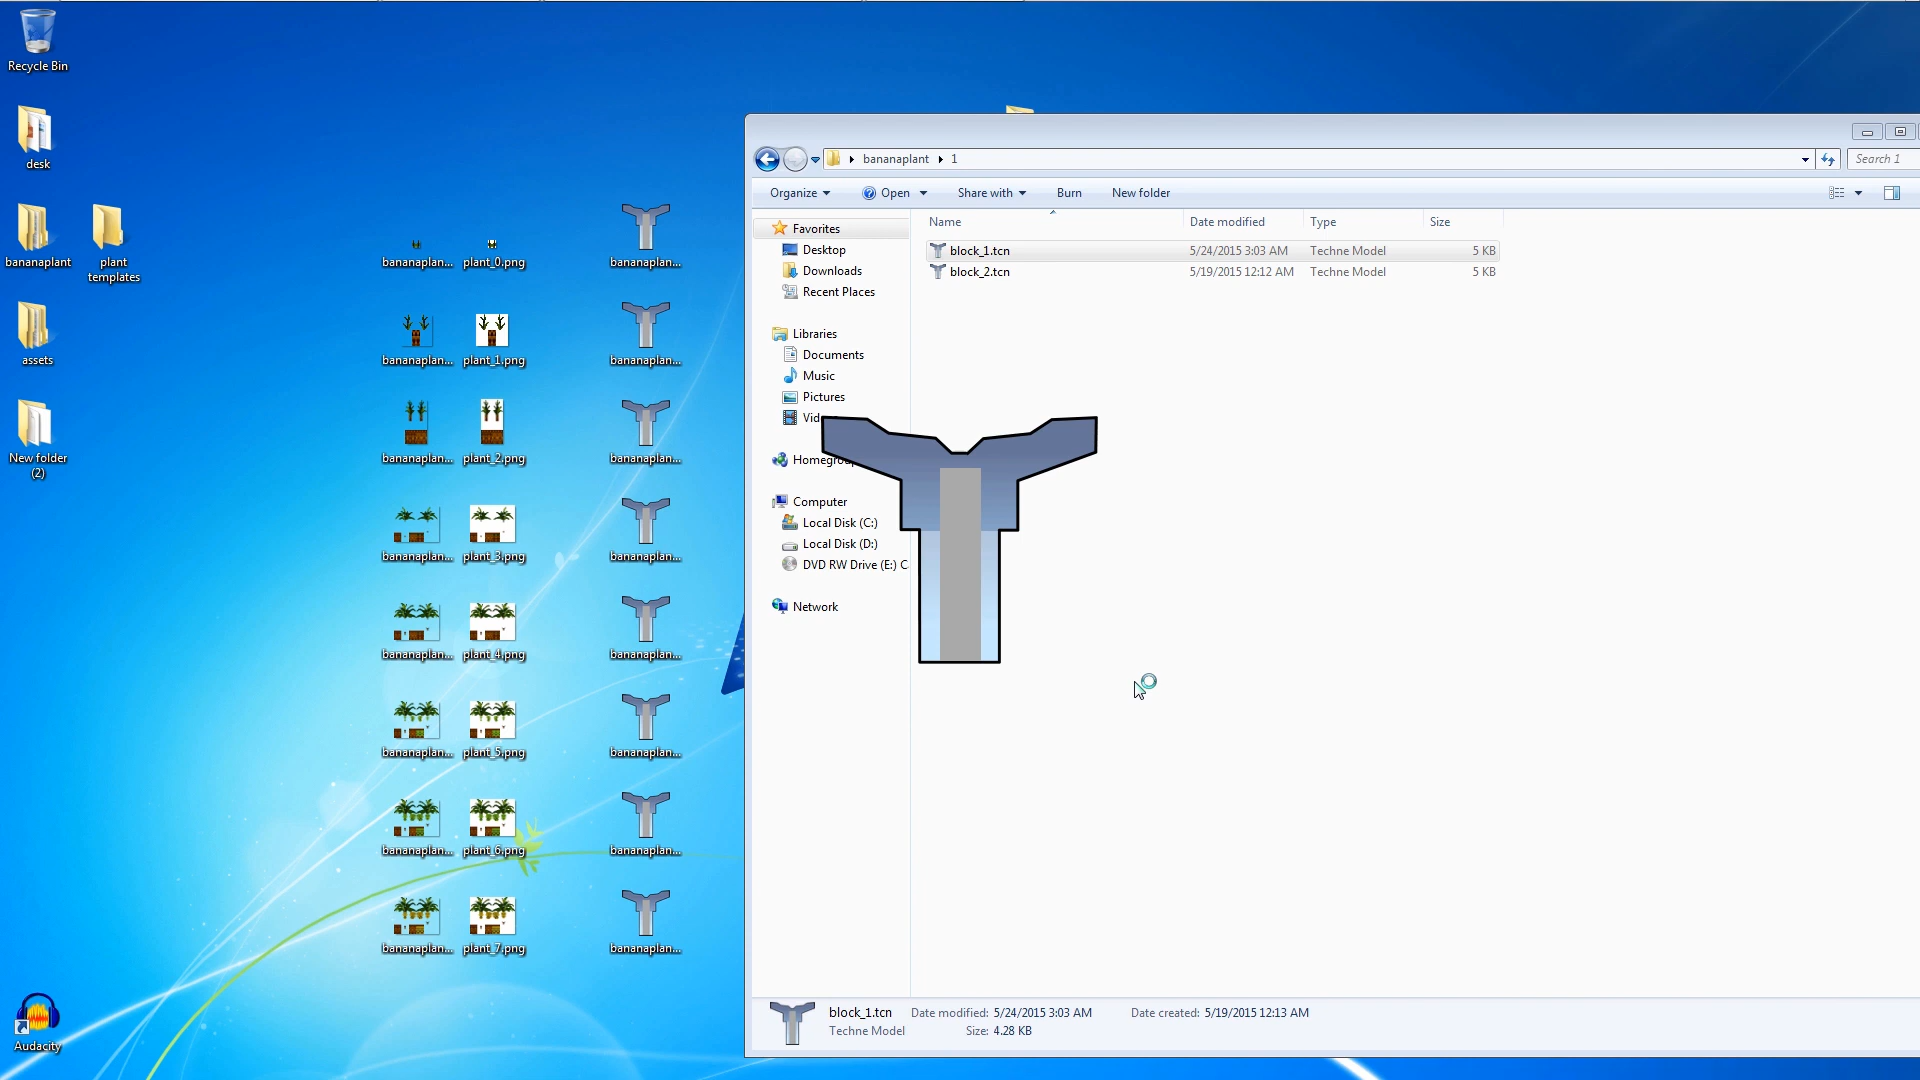 Recycle Bin
desk
bananaplant
plant
templates
assets
New folder
(2)
Audacity
bananaplan... plant_0.png bananaplan...
bananaplan... plant_1.png bananaplan...
bananaplan... plant_2.png bananaplan...
bananaplan... plant_3.png bananaplan...
bananaplan... plant_4.png bananaplan...
bananaplan... plant_5.png bananaplan...
bananaplan... plant_6.png bananaplan...
bananaplan... plant_7.png bananaplan...
bananaplant 1
Search 1
Organize Open Share with Burn New folder
Favorites
Desktop
Downloads
Recent Places
Libraries
Documents
Music
Pictures
Computer
Local Disk (C:)
Local Disk (D:)
DVD RW Drive (E:) C
Network
Name Date modified Type Size
block_1.tcn 5/24/2015 3:03 AM Techne Model 5 KB
block_2.tcn 5/19/2015 12:12 AM Techne Model 5 KB
block_1.tcn Date modified: 5/24/2015 3:03 AM Date created: 5/19/2015 12:13 AM
Techne Model Size: 4.28 KB